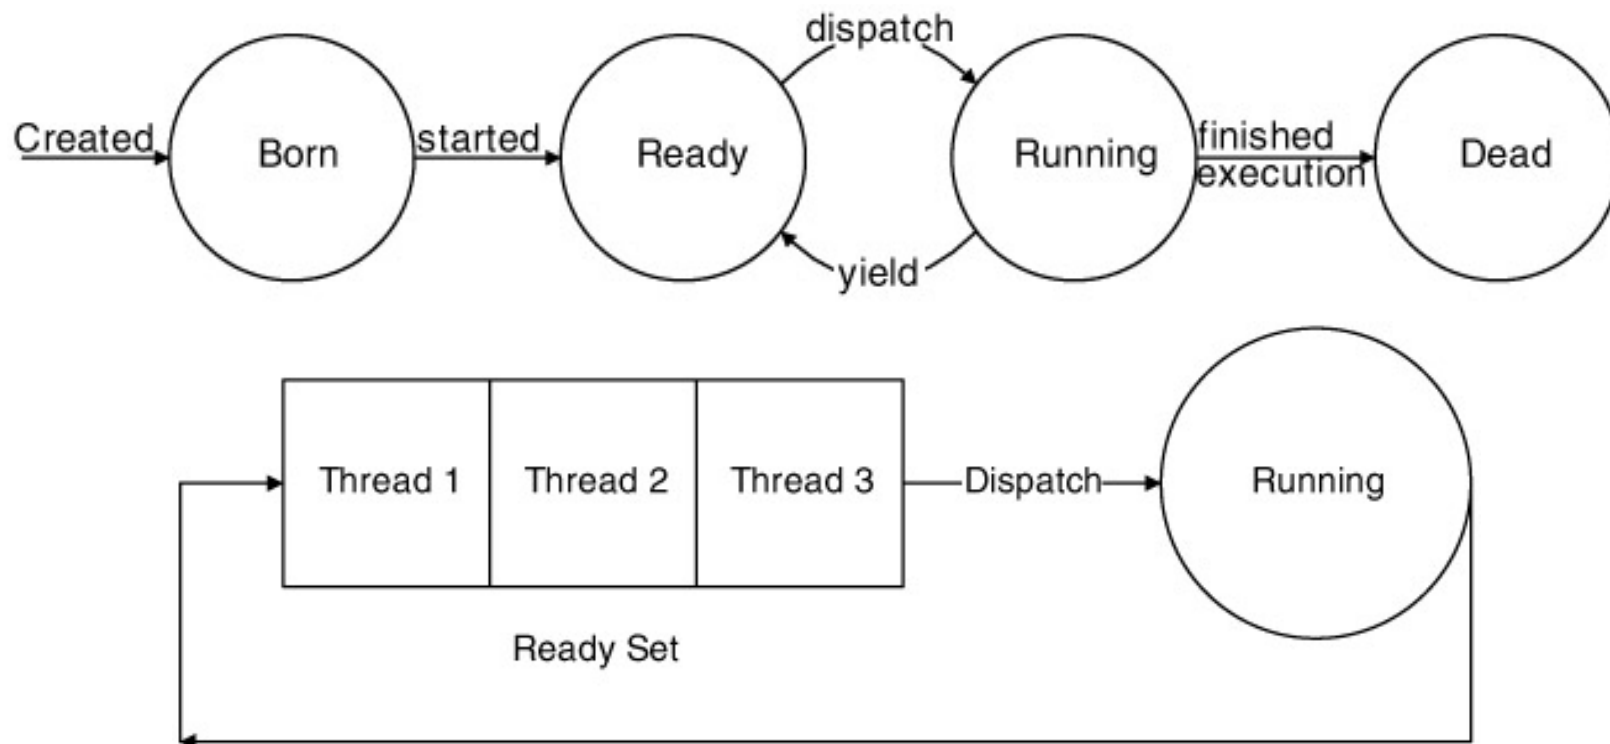 dispatch
Created
Born
started
Ready
Running
finished
execution
Dead
yield
Thread 1
Thread 2
Thread 3
Dispatch
Running
Ready Set